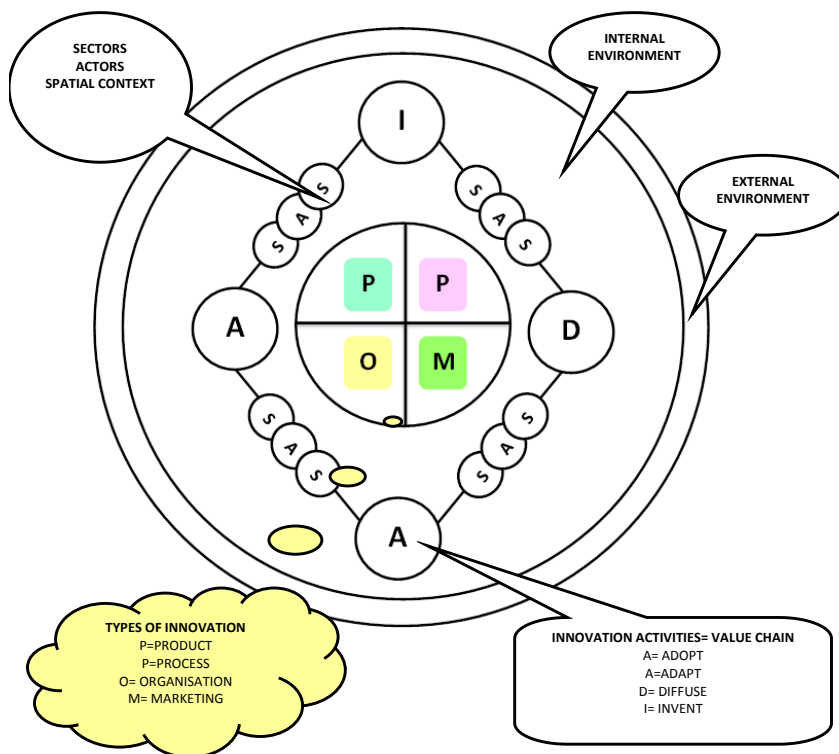 SECTORS
ACTORS
SPATIAL CONTEXT
INTERNAL
ENVIRONMENT
EXTERNAL
ENVIRONMENT
I
S
A
S
S
A
S
P
P
A
D
O
M
S
A
S
S
A
S
A
TYPES OF INNOVATION
P=PRODUCT
P=PROCESS
O= ORGANISATION
M= MARKETING
INNOVATION ACTIVITIES= VALUE CHAIN
A= ADOPT
A=ADAPT
D= DIFFUSE
I= INVENT